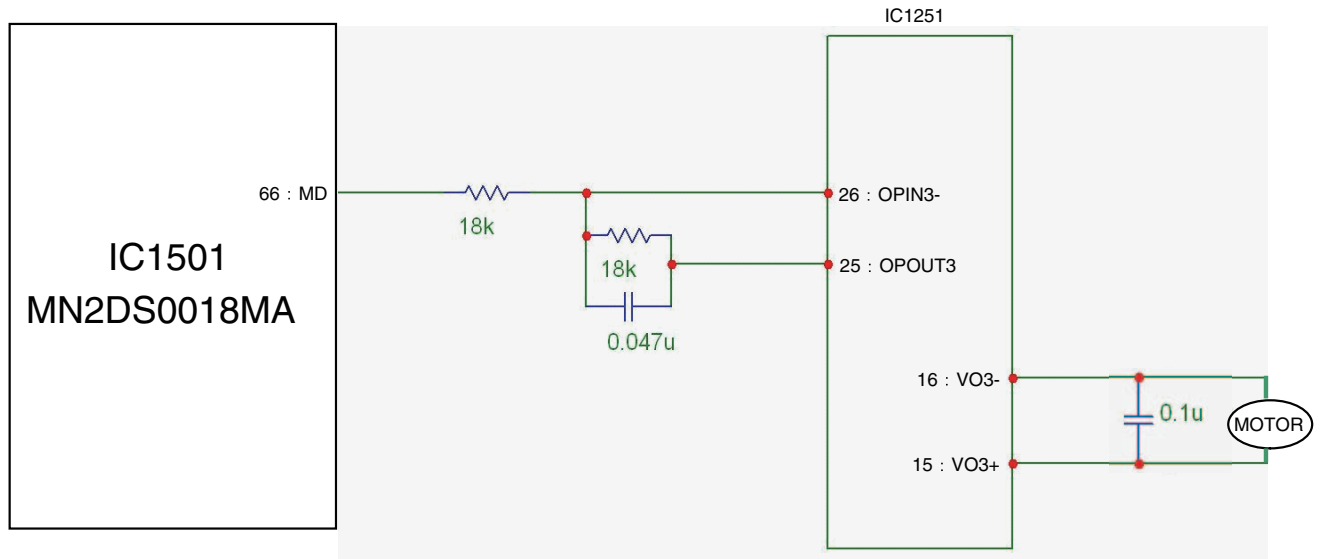 IC1251
66 : MD
18k
26 : OPIN3-
IC1501
MN2DS0018MA
18k
25 : OPOUT3
0.047u
16 : VO3-
0.1u
MOTOR
15 : VO3+